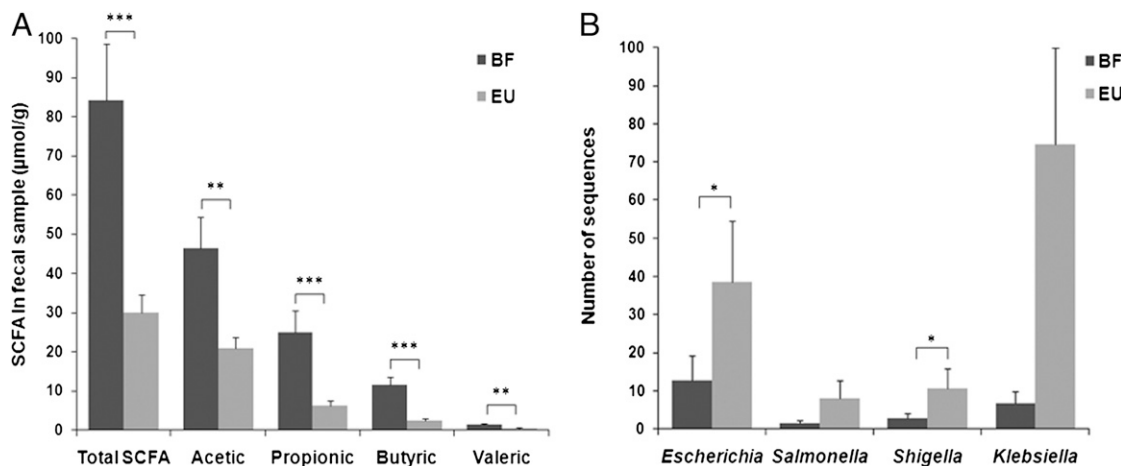 A
SCFA In fecal sample (µmol/g)
100
90
80
70
60
50
40
30
20
10
0
***
**
***
***
**
BF
EU
Total SCFA Acetic Propionic Butyric Valeric
B
Number of sequences
100
90
80
70
60
50
40
30
20
10
0
*
*
BF
EU
Escherichia Salmonella Shigella Klebsiella